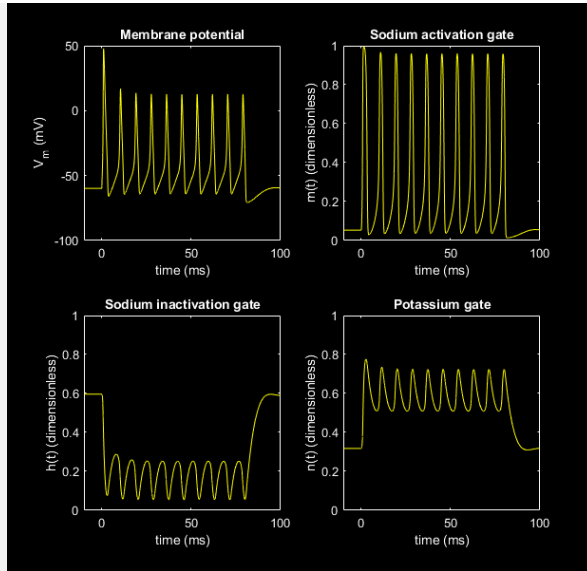 Membrane potential
50
0
-50
-100
V_m (mV)
0
50
100
time (ms)
Sodium activation gate
1
0.8
0.6
0.4
0.2
0
m(t) (dimensionless)
0
50
100
time (ms)
Sodium inactivation gate
1
0.8
0.6
0.4
0.2
0
h(t) (dimensionless)
0
50
100
time (ms)
Potassium gate
1
0.8
0.6
0.4
0.2
0
n(t) (dimensionless)
0
50
100
time (ms)